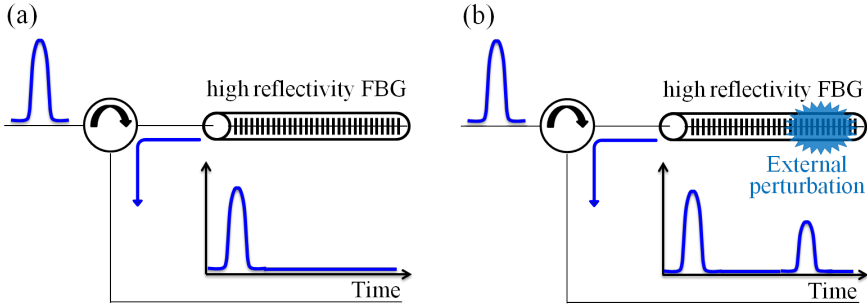 (a)
high reflectivity FBG
Time
(b)
high reflectivity FBG
External
perturbation
Time